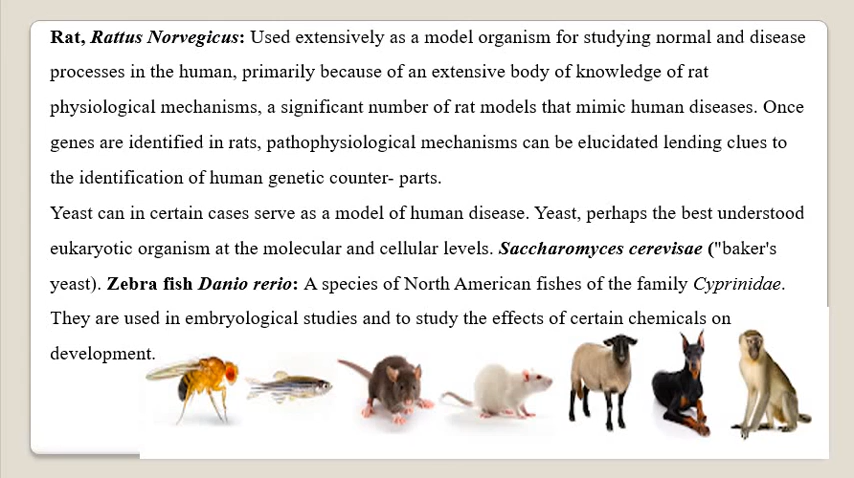 Rat, Rattus Norvegicus: Used extensively as a model organism for studying normal and disease
processes in the human, primarily because of an extensive body of knowledge of rat
physiological mechanisms, a significant number of rat models that mimic human diseases. Once
genes are identified in rats, pathophysiological mechanisms can be elucidated lending clues to
the identification of human genetic counter- parts.
Yeast can in certain cases serve as a model of human disease. Yeast, perhaps the best understood
eukaryotic organism at the molecular and cellular levels. Saccharomyces cerevisae ("baker's
yeast). Zebra fish Danio rerio: A species of North American fishes of the family Cyprinidae.
They are used in embryological studies and to study the effects of certain chemicals on
development.